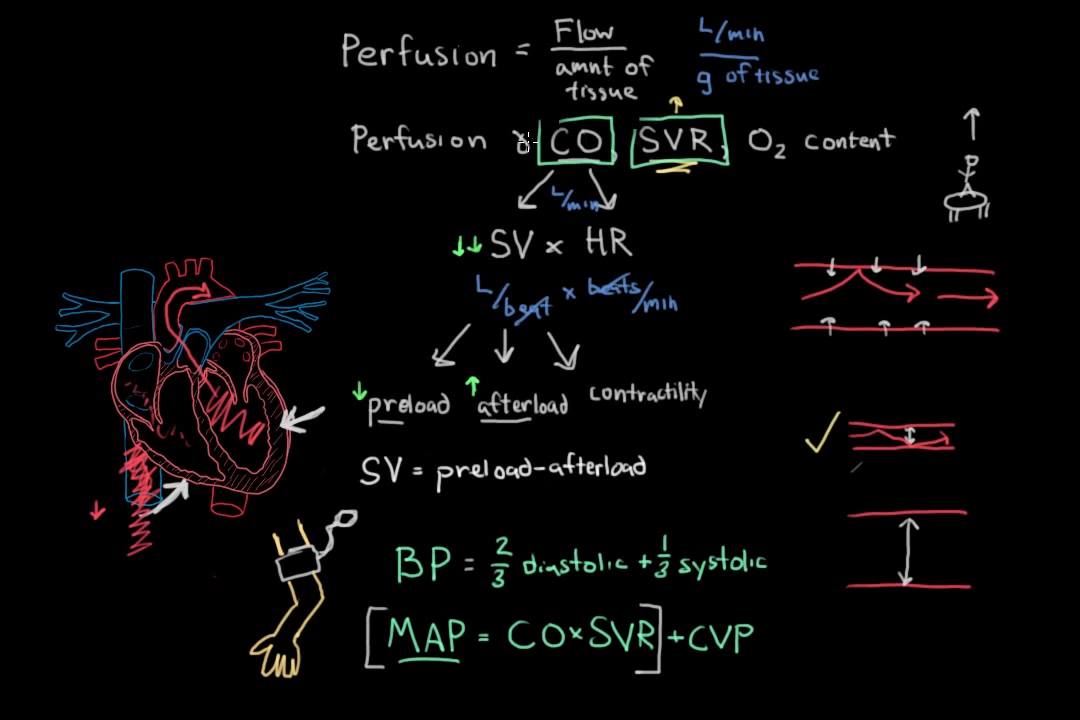 Perfusion = Flow / amnt of tissue L/min / g of tissue
Perfusion ∝ CO, SVR, O₂ content
L/min
↓↓ SV × HR
L/beat × beats/min
↓ preload ↑ afterload contractility
SV = preload-afterload
BP = 2/3 diastolic + 1/3 systolic
[MAP = CO×SVR] + CVP